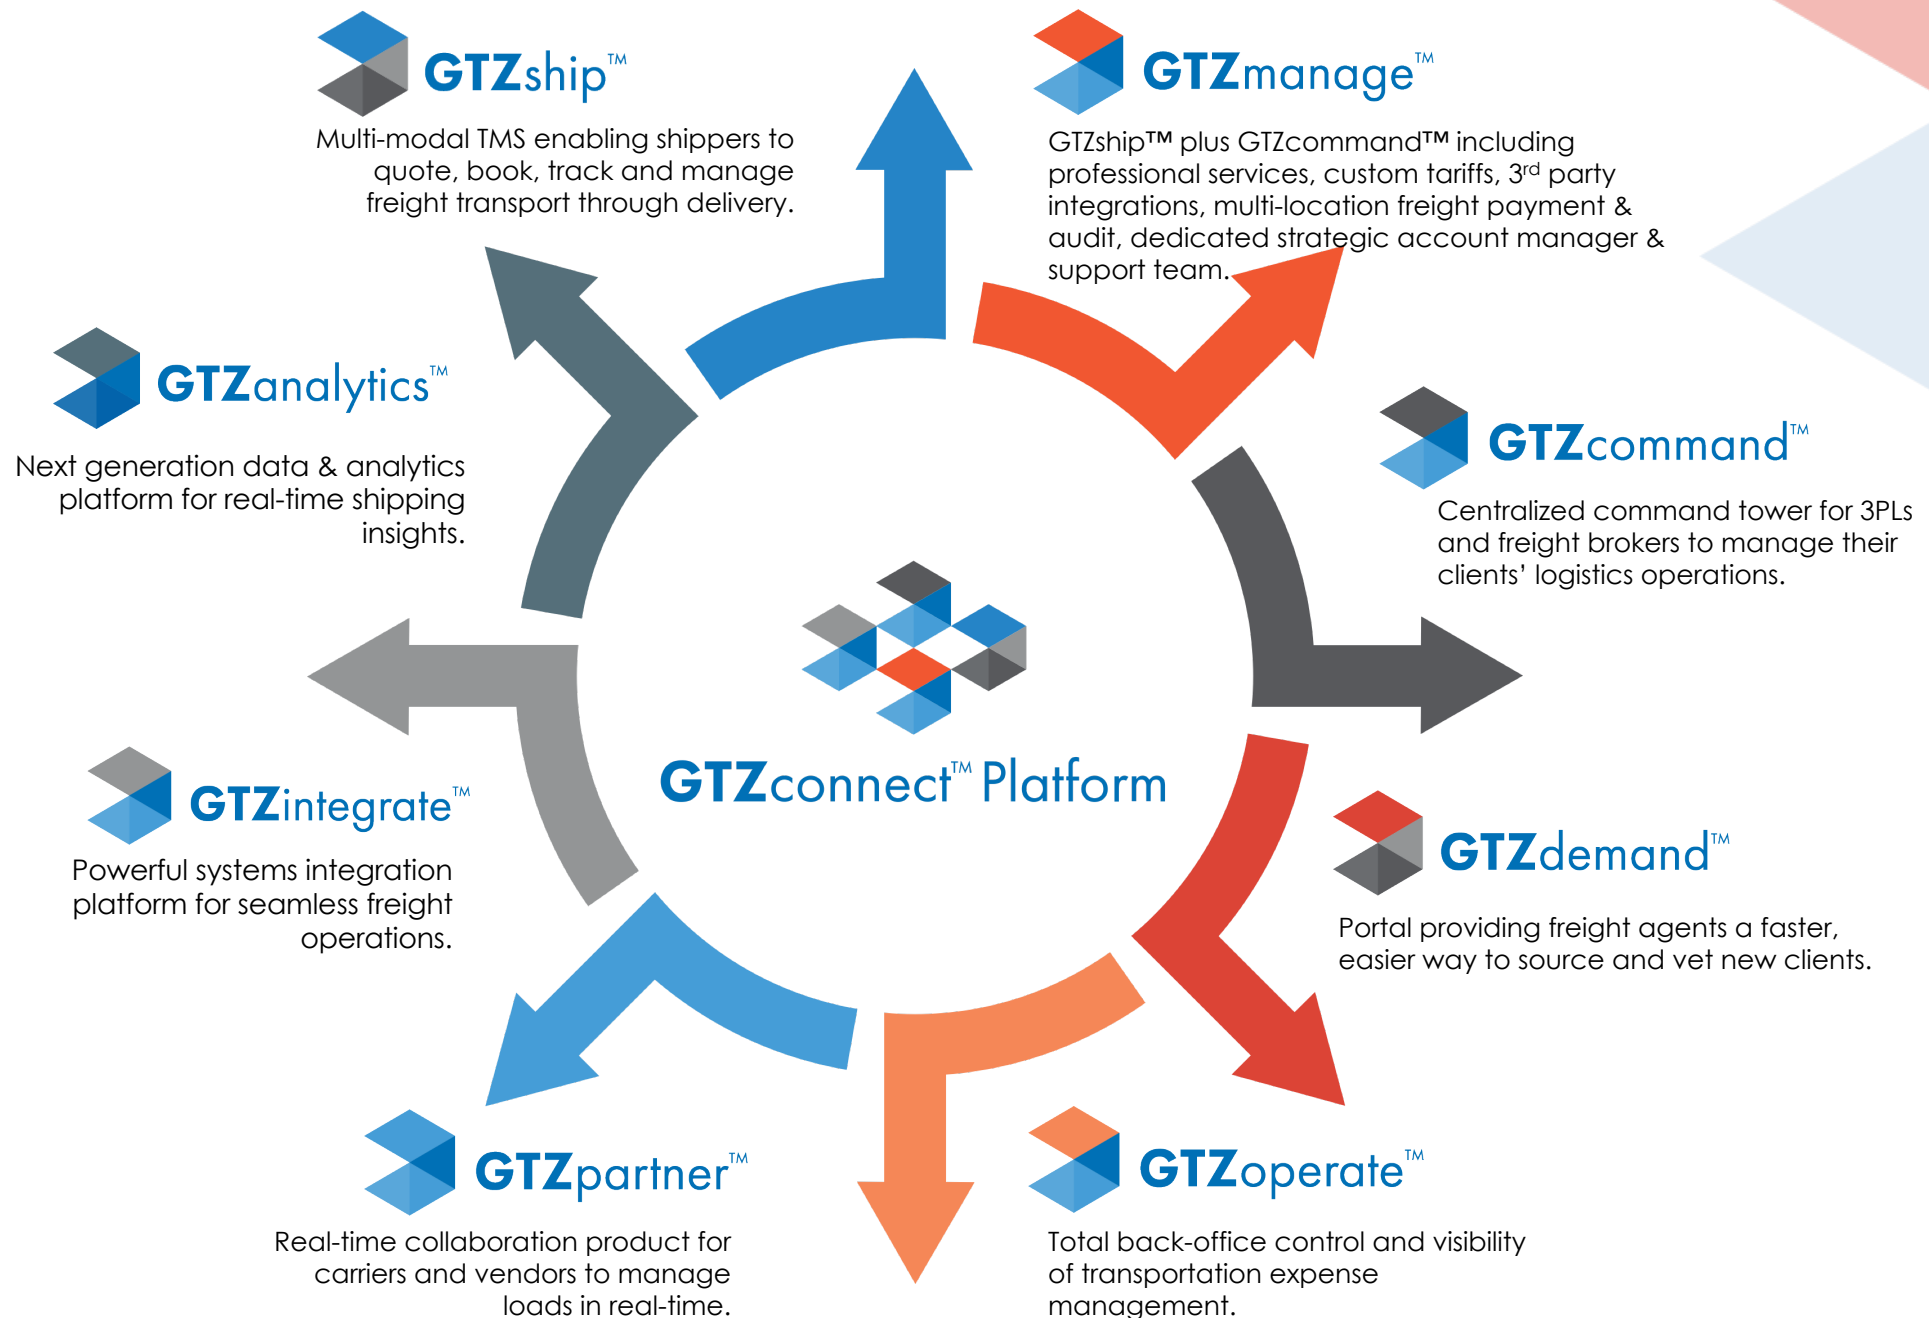 GTZship™
Multi-modal TMS enabling shippers to
quote, book, track and manage
freight transport through delivery.
GTZmanage™
GTZship™ plus GTZcommand™ including
professional services, custom tariffs, 3rd party
integrations, multi-location freight payment &
audit, dedicated strategic account manager &
support team.
GTZanalytics™
Next generation data & analytics
platform for real-time shipping
insights.
GTZcommand™
Centralized command tower for 3PLs
and freight brokers to manage their
clients’ logistics operations.
GTZconnect™ Platform
GTZintegrate™
Powerful systems integration
platform for seamless freight
operations.
GTZdemand™
Portal providing freight agents a faster,
easier way to source and vet new clients.
GTZpartner™
Real-time collaboration product for
carriers and vendors to manage
loads in real-time.
GTZoperate™
Total back-office control and visibility
of transportation expense
management.